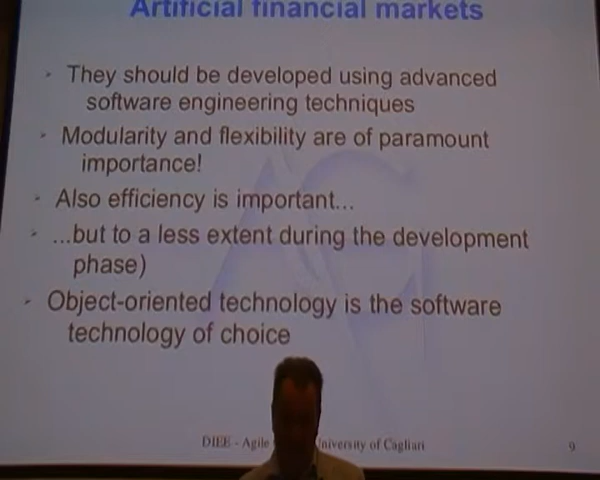 Artificial financial markets
They should be developed using advanced
software engineering techniques
Modularity and flexibility are of paramount
importance!
Also efficiency is important...
...but to a less extent during the development
phase)
Object-oriented technology is the software
technology of choice
DIEE - Agile University of Cagliari
9